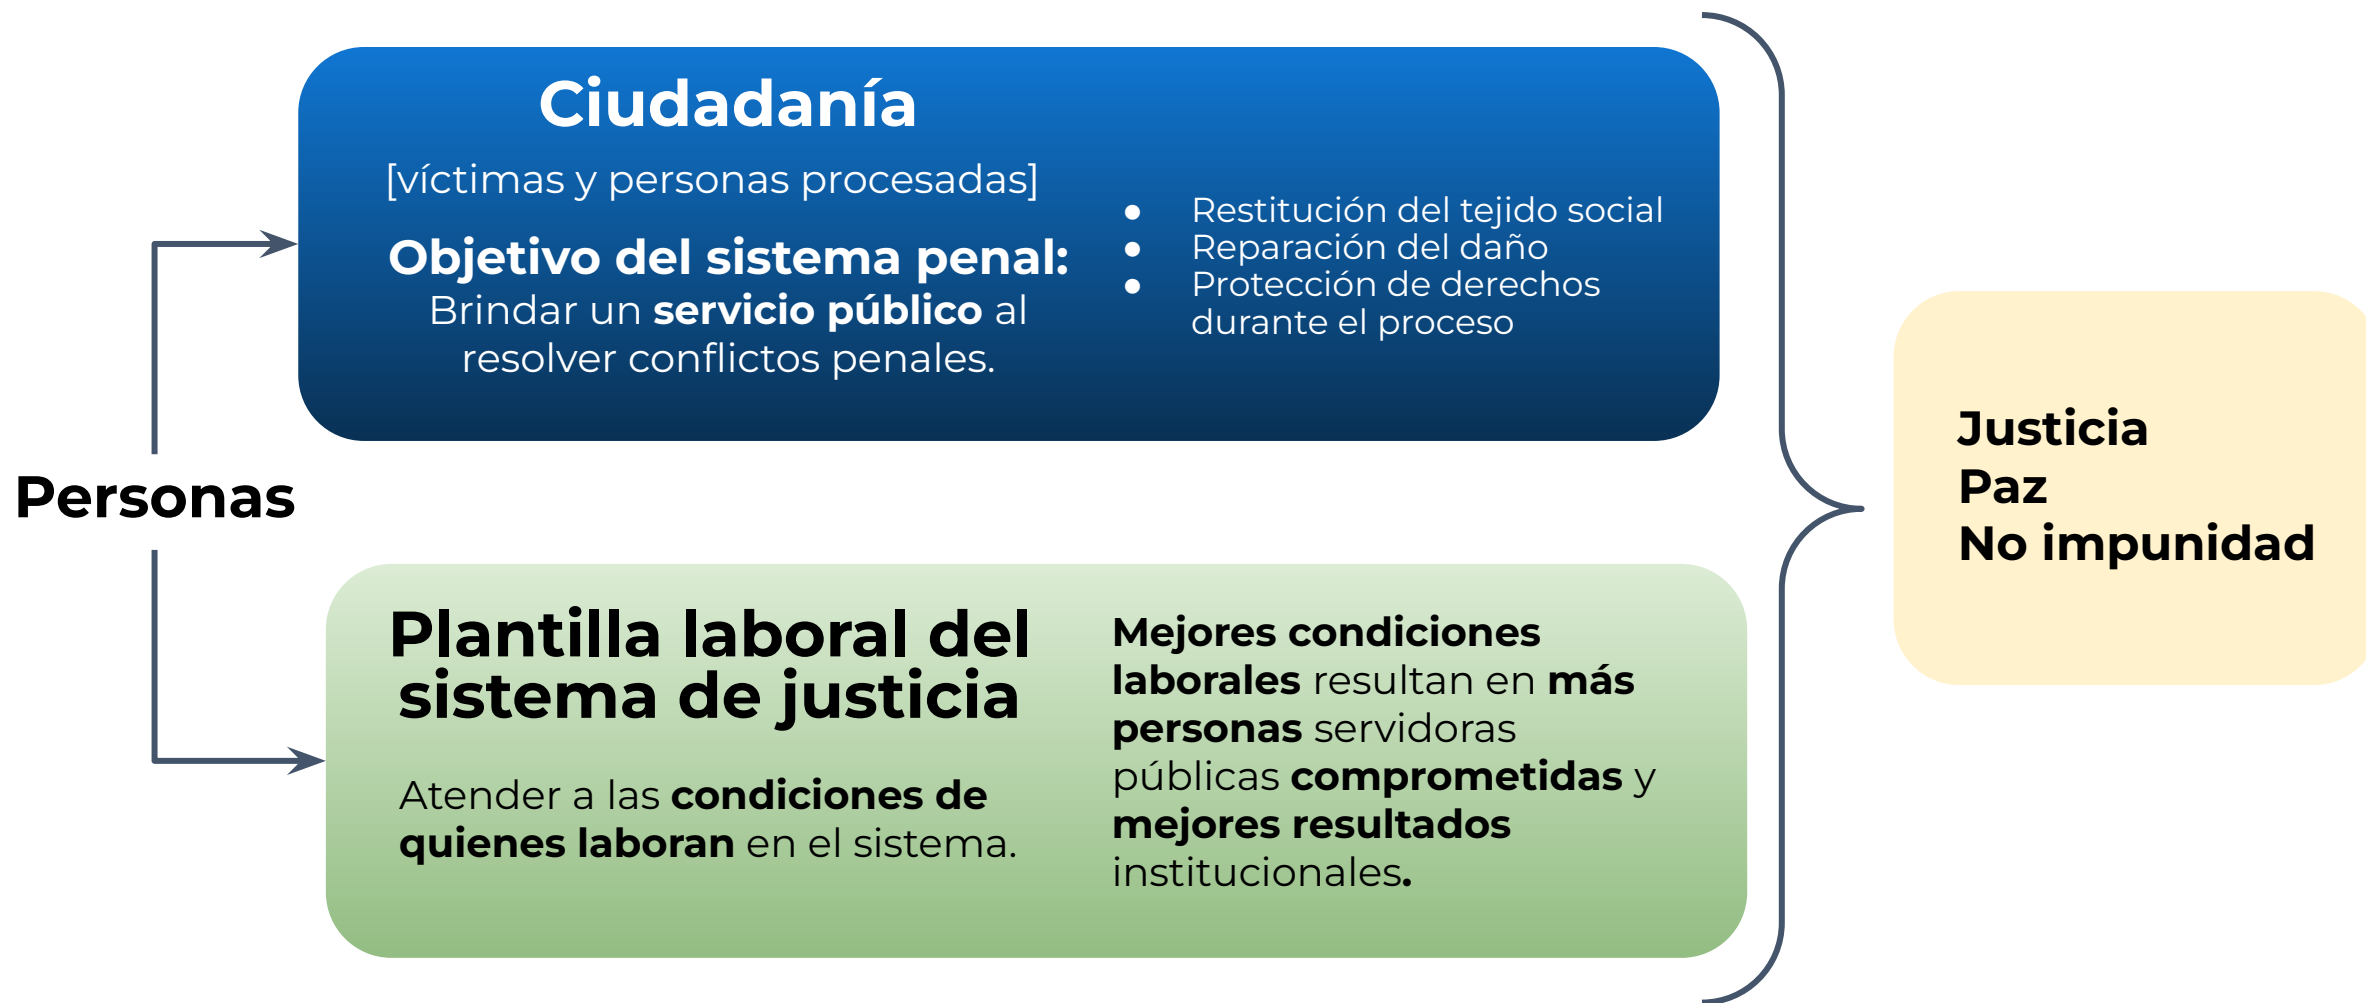 Personas
Ciudadanía
[víctimas y personas procesadas]
Objetivo del sistema penal:
Brindar un servicio público al
resolver conflictos penales.
● Restitución del tejido social
● Reparación del daño
● Protección de derechos
durante el proceso
Plantilla laboral del
sistema de justicia
Atender a las condiciones de
quienes laboran en el sistema.
Mejores condiciones
laborales resultan en más
personas servidoras
públicas comprometidas y
mejores resultados
institucionales.
Justicia
Paz
No impunidad